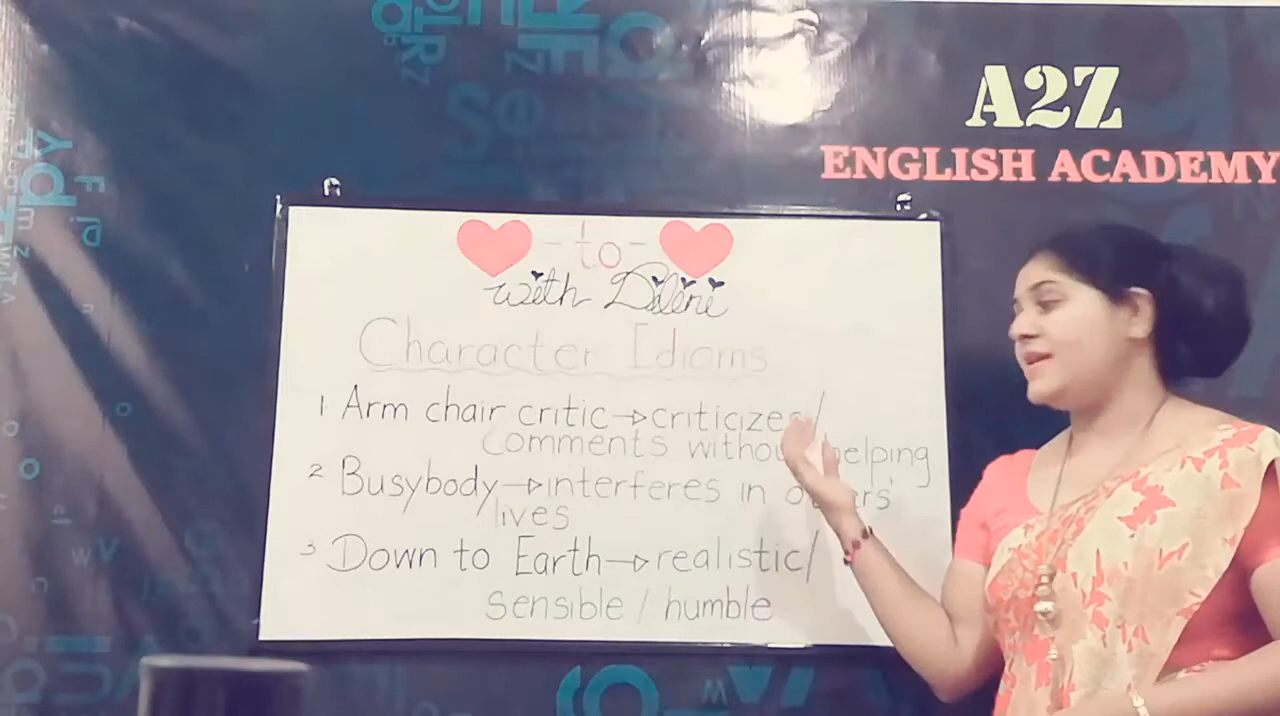 A2Z
ENGLISH ACADEMY
-to-
with Dilini
Character Idioms
1 Arm chair critic → criticizes/
comments without helping
2 Busybody → interferes in others'
lives
3 Down to Earth → realistic/
sensible / humble